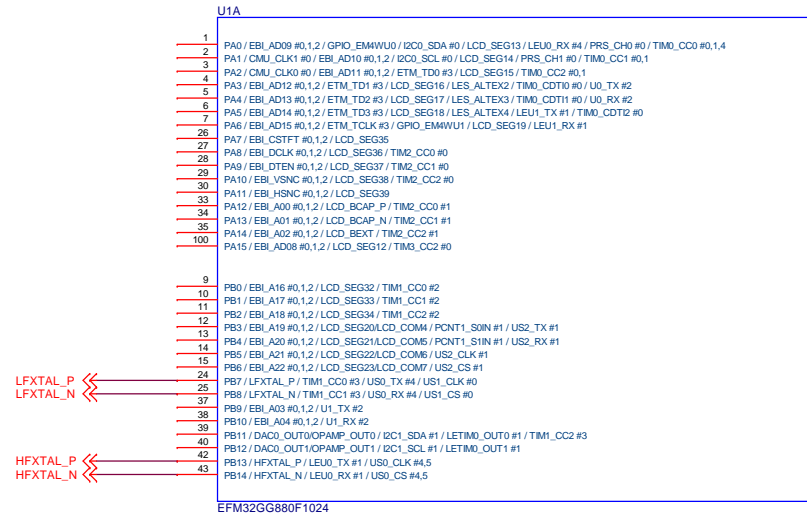 U1A
1 PA0 / EBI_AD09 #0,1,2 / GPIO_EM4WU0 / I2C0_SDA #0 / LCD_SEG13 / LEU0_RX #4 / PRS_CH0 #0 / TIM0_CC0 #0,1,4
2 PA1 / CMU_CLK1 #0 / EBI_AD10 #0,1,2 / I2C0_SCL #0 / LCD_SEG14 / PRS_CH1 #0 / TIM0_CC1 #0,1
3 PA2 / CMU_CLK0 #0 / EBI_AD11 #0,1,2 / ETM_TD0 #3 / LCD_SEG15 / TIM0_CC2 #0,1
4 PA3 / EBI_AD12 #0,1,2 / ETM_TD1 #3 / LCD_SEG16 / LES_ALTEX2 / TIM0_CDTI0 #0 / U0_TX #2
5 PA4 / EBI_AD13 #0,1,2 / ETM_TD2 #3 / LCD_SEG17 / LES_ALTEX3 / TIM0_CDTI1 #0 / U0_RX #2
6 PA5 / EBI_AD14 #0,1,2 / ETM_TD3 #3 / LCD_SEG18 / LES_ALTEX4 / LEU1_TX #1 / TIM0_CDTI2 #0
7 PA6 / EBI_AD15 #0,1,2 / ETM_TCLK #3 / GPIO_EM4WU1 / LCD_SEG19 / LEU1_RX #1
26 PA7 / EBI_CSTFT #0,1,2 / LCD_SEG35
27 PA8 / EBI_DCLK #0,1,2 / LCD_SEG36 / TIM2_CC0 #0
28 PA9 / EBI_DTEN #0,1,2 / LCD_SEG37 / TIM2_CC1 #0
29 PA10 / EBI_VSNC #0,1,2 / LCD_SEG38 / TIM2_CC2 #0
30 PA11 / EBI_HSNC #0,1,2 / LCD_SEG39
33 PA12 / EBI_A00 #0,1,2 / LCD_BCAP_P / TIM2_CC0 #1
34 PA13 / EBI_A01 #0,1,2 / LCD_BCAP_N / TIM2_CC1 #1
35 PA14 / EBI_A02 #0,1,2 / LCD_BEXT / TIM2_CC2 #1
100 PA15 / EBI_AD08 #0,1,2 / LCD_SEG12 / TIM3_CC2 #0
9 PB0 / EBI_A16 #0,1,2 / LCD_SEG32 / TIM1_CC0 #2
10 PB1 / EBI_A17 #0,1,2 / LCD_SEG33 / TIM1_CC1 #2
11 PB2 / EBI_A18 #0,1,2 / LCD_SEG34 / TIM1_CC2 #2
12 PB3 / EBI_A19 #0,1,2 / LCD_SEG20/LCD_COM4 / PCNT1_S0IN #1 / US2_TX #1
13 PB4 / EBI_A20 #0,1,2 / LCD_SEG21/LCD_COM5 / PCNT1_S1IN #1 / US2_RX #1
14 PB5 / EBI_A21 #0,1,2 / LCD_SEG22/LCD_COM6 / US2_CLK #1
15 PB6 / EBI_A22 #0,1,2 / LCD_SEG23/LCD_COM7 / US2_CS #1
LFXTAL_P 24 PB7 / LFXTAL_P / TIM1_CC0 #3 / US0_TX #4 / US1_CLK #0
LFXTAL_N 25 PB8 / LFXTAL_N / TIM1_CC1 #3 / US0_RX #4 / US1_CS #0
37 PB9 / EBI_A03 #0,1,2 / U1_TX #2
38 PB10 / EBI_A04 #0,1,2 / U1_RX #2
39 PB11 / DAC0_OUT0/OPAMP_OUT0 / I2C1_SDA #1 / LETIM0_OUT0 #1 / TIM1_CC2 #3
40 PB12 / DAC0_OUT1/OPAMP_OUT1 / I2C1_SCL #1 / LETIM0_OUT1 #1
HFXTAL_P 42 PB13 / HFXTAL_P / LEU0_TX #1 / US0_CLK #4,5
HFXTAL_N 43 PB14 / HFXTAL_N / LEU0_RX #1 / US0_CS #4,5
EFM32GG880F1024